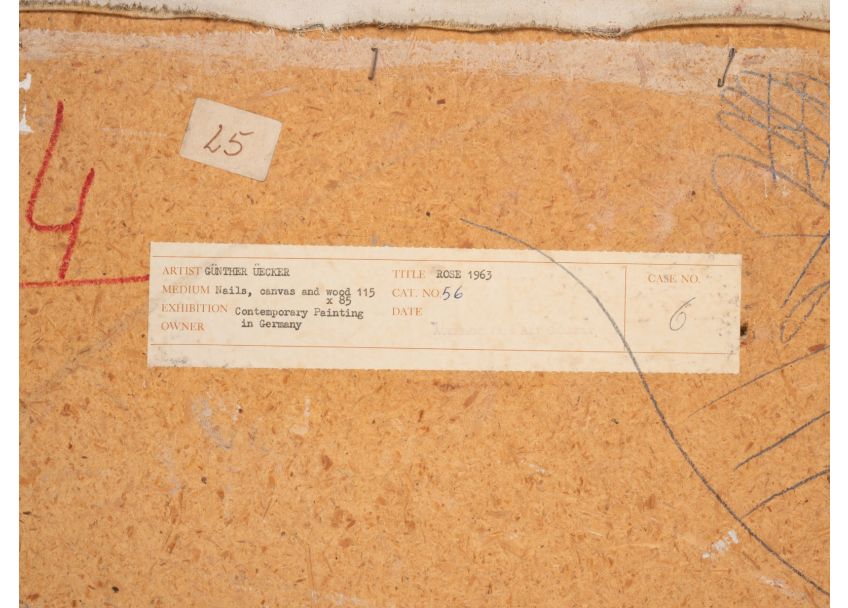 25
4
ARTIST GÜNTHER ÜECKER
MEDIUM Nails, canvas and wood 115 x 85
EXHIBITION Contemporary Painting in Germany
OWNER
TITLE ROSE 1963
CAT. NO 56
DATE
CASE NO.
6